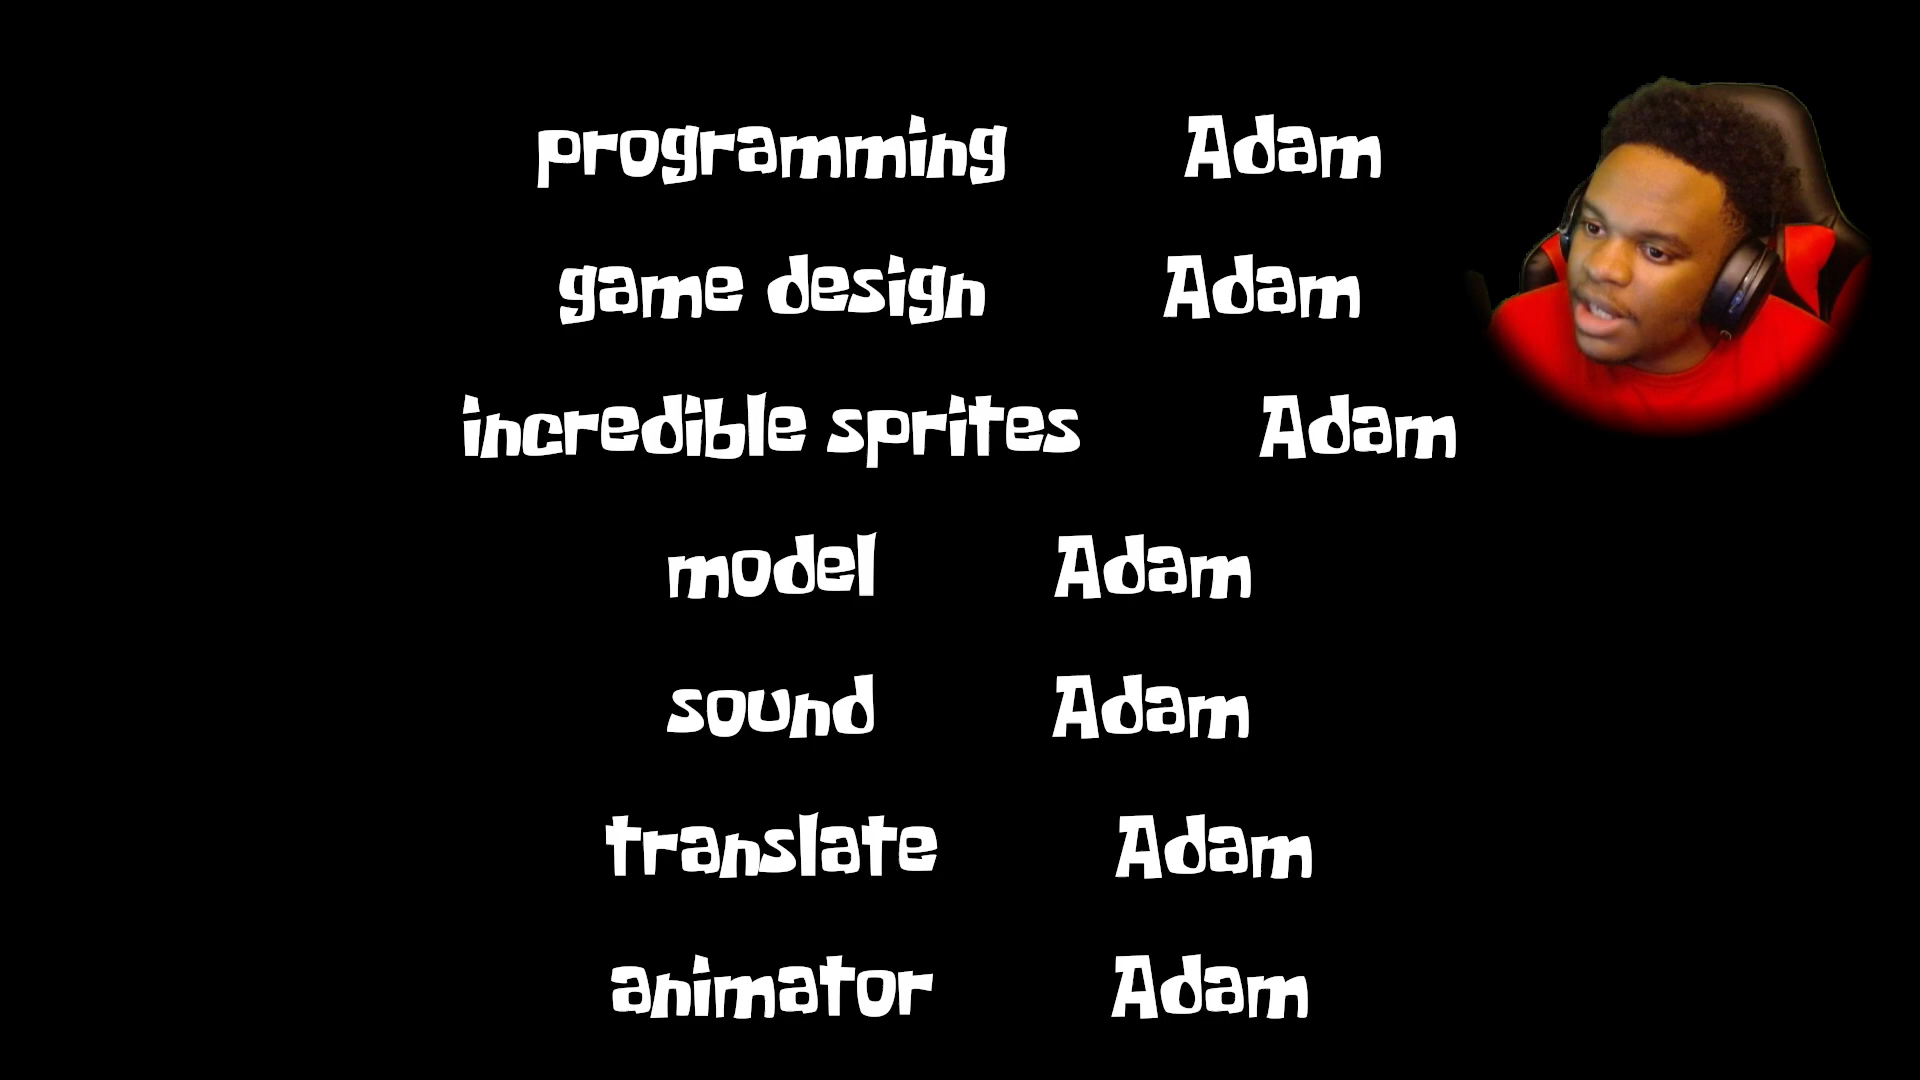 programming Adam
game design Adam
incredible sprites Adam
model Adam
sound Adam
translate Adam
animator Adam